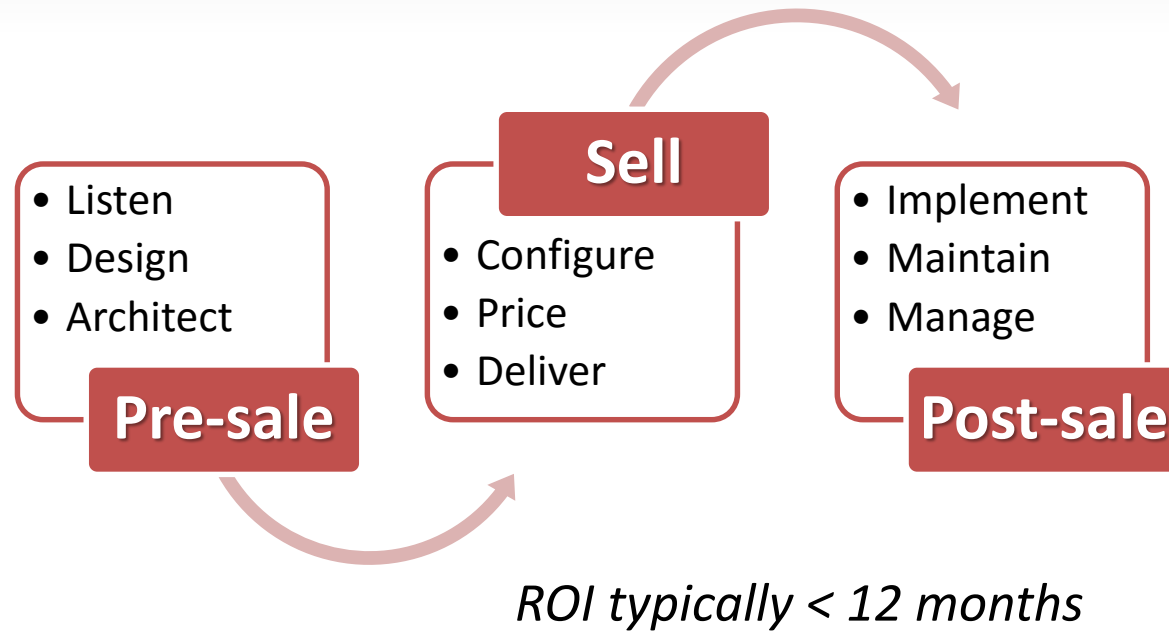 • Listen
• Design
• Architect
Pre-sale
Sell
• Configure
• Price
• Deliver
• Implement
• Maintain
• Manage
Post-sale
ROI typically < 12 months